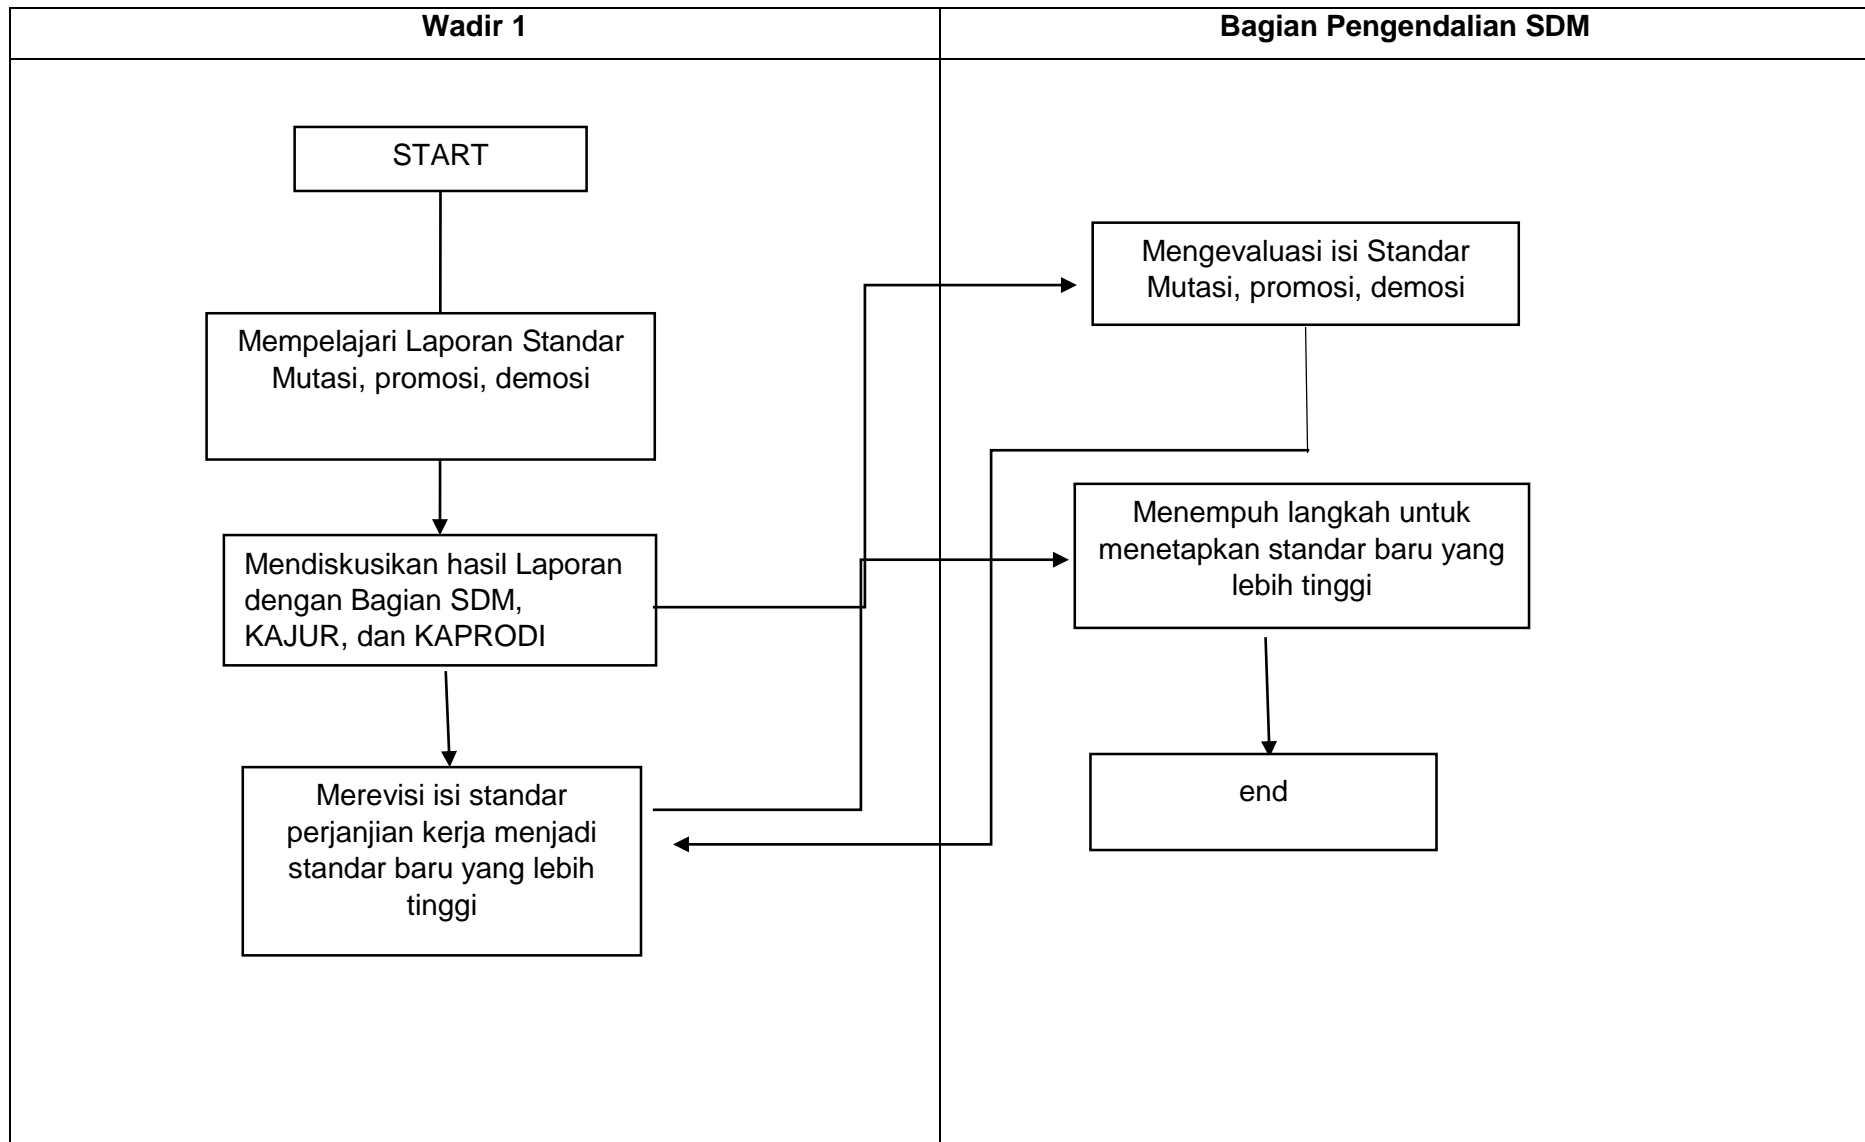 Wadir 1
Bagian Pengendalian SDM
START
Mempelajari Laporan Standar
Mutasi, promosi, demosi
Mendiskusikan hasil Laporan
dengan Bagian SDM,
KAJUR, dan KAPRODI
Merevisi isi standar
perjanjian kerja menjadi
standar baru yang lebih
tinggi
Mengevaluasi isi Standar
Mutasi, promosi, demosi
Menempuh langkah untuk
menetapkan standar baru yang
lebih tinggi
end